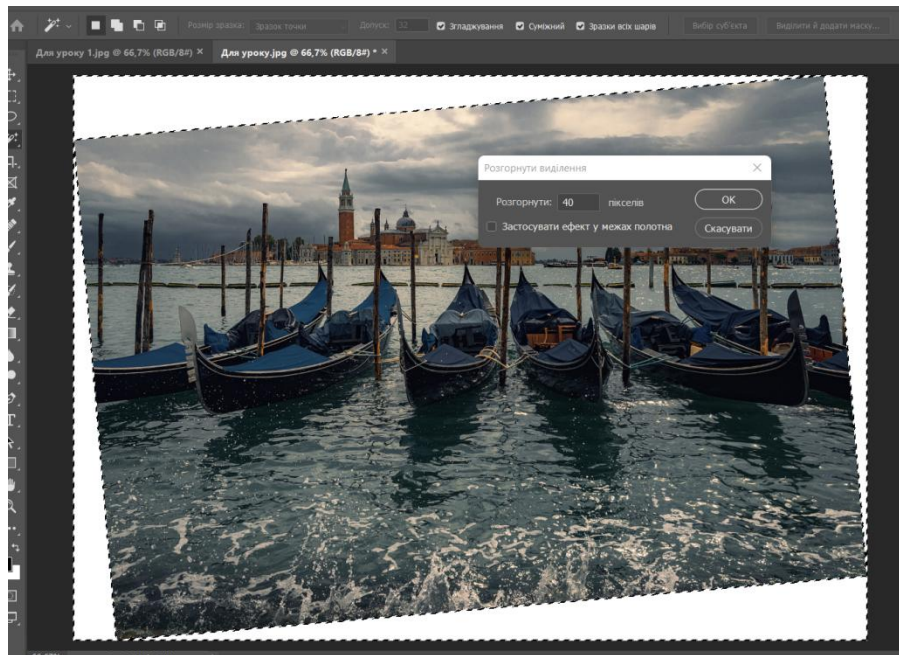 Розмір зразка: Зразок точки Допуск: 32 Згладжування Суміжний Зразки всіх шарів Вибір суб'єкта Виділити й додати маску...
Для уроку 1.jpg @ 66,7% (RGB/8#) × Для уроку.jpg @ 66,7% (RGB/8#) * ×
Розгорнути виділення
Розгорнути: 40 пікселів OK
Застосувати ефект у межах полотна Скасувати